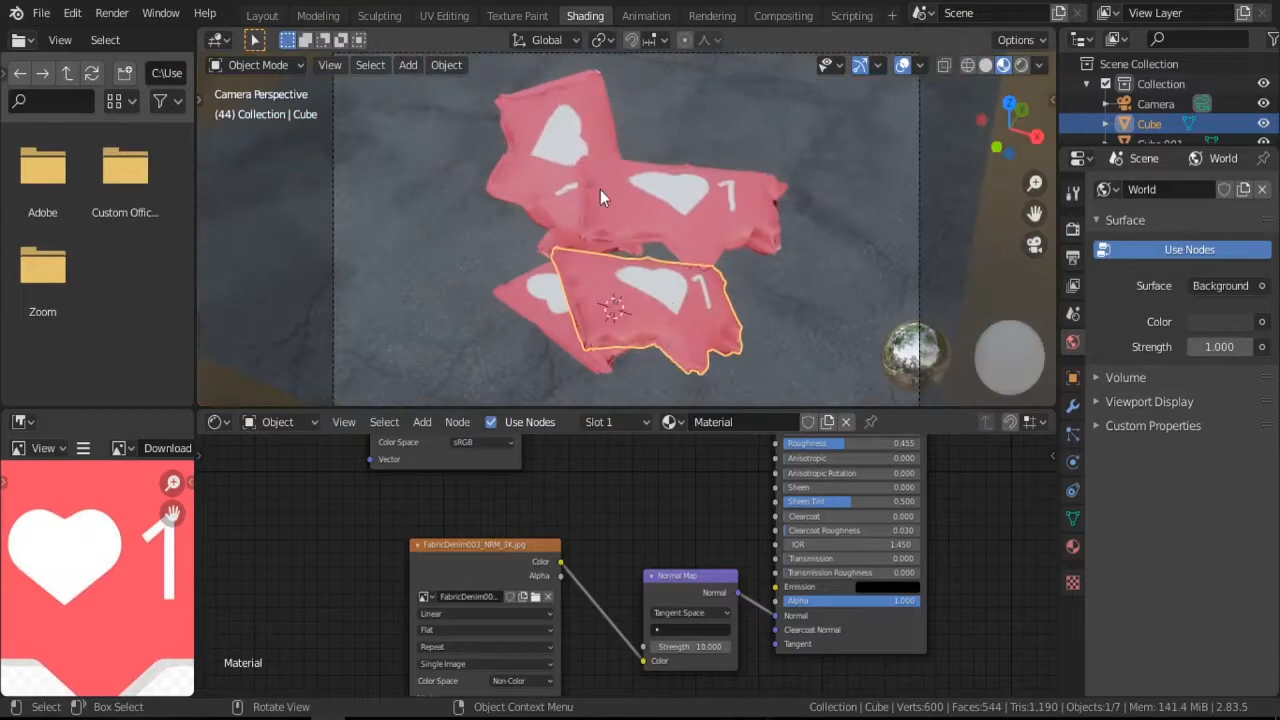 File Edit Render Window Help Layout Modeling Sculpting UV Editing Texture Paint Shading Animation Rendering Compositing Scripting Scene View Layer
View Select Global Options
C:\Use Object Mode View Select Add Object Scene Collection
Camera Perspective Collection
(44) Collection | Cube Camera
Cube
Scene World
World
Adobe Custom Offic...
Surface
Use Nodes
Surface Background
Color
Strength 1.000
Zoom
1
1
Volume
Viewport Display
Custom Properties
Object View Select Add Node Use Nodes Slot 1 Material
View Download
Color Space sRGB
Vector
Roughness 0.455
Anisotropic 0.000
Anisotropic Rotation 0.000
Sheen 0.000
Sheen Tint 0.500
Clearcoat 0.000
Clearcoat Roughness 0.030
IOR 1.450
Transmission 0.000
Transmission Roughness 0.000
Emission
Alpha 1.000
Normal
Clearcoat Normal
Tangent
FabricDenim003_NRM_3K.jpg
Color
Alpha
FabricDenim00...
Linear
Flat
Repeat
Single Image
Color Space Non-Color
Normal Map
Normal
Tangent Space
Strength 10.000
Color
1
Material
Select Box Select Rotate View Object Context Menu Collection | Cube | Verts:600 | Faces:544 | Tris:1,190 | Objects:1/7 | Mem: 141.4 MiB | 2.83.5